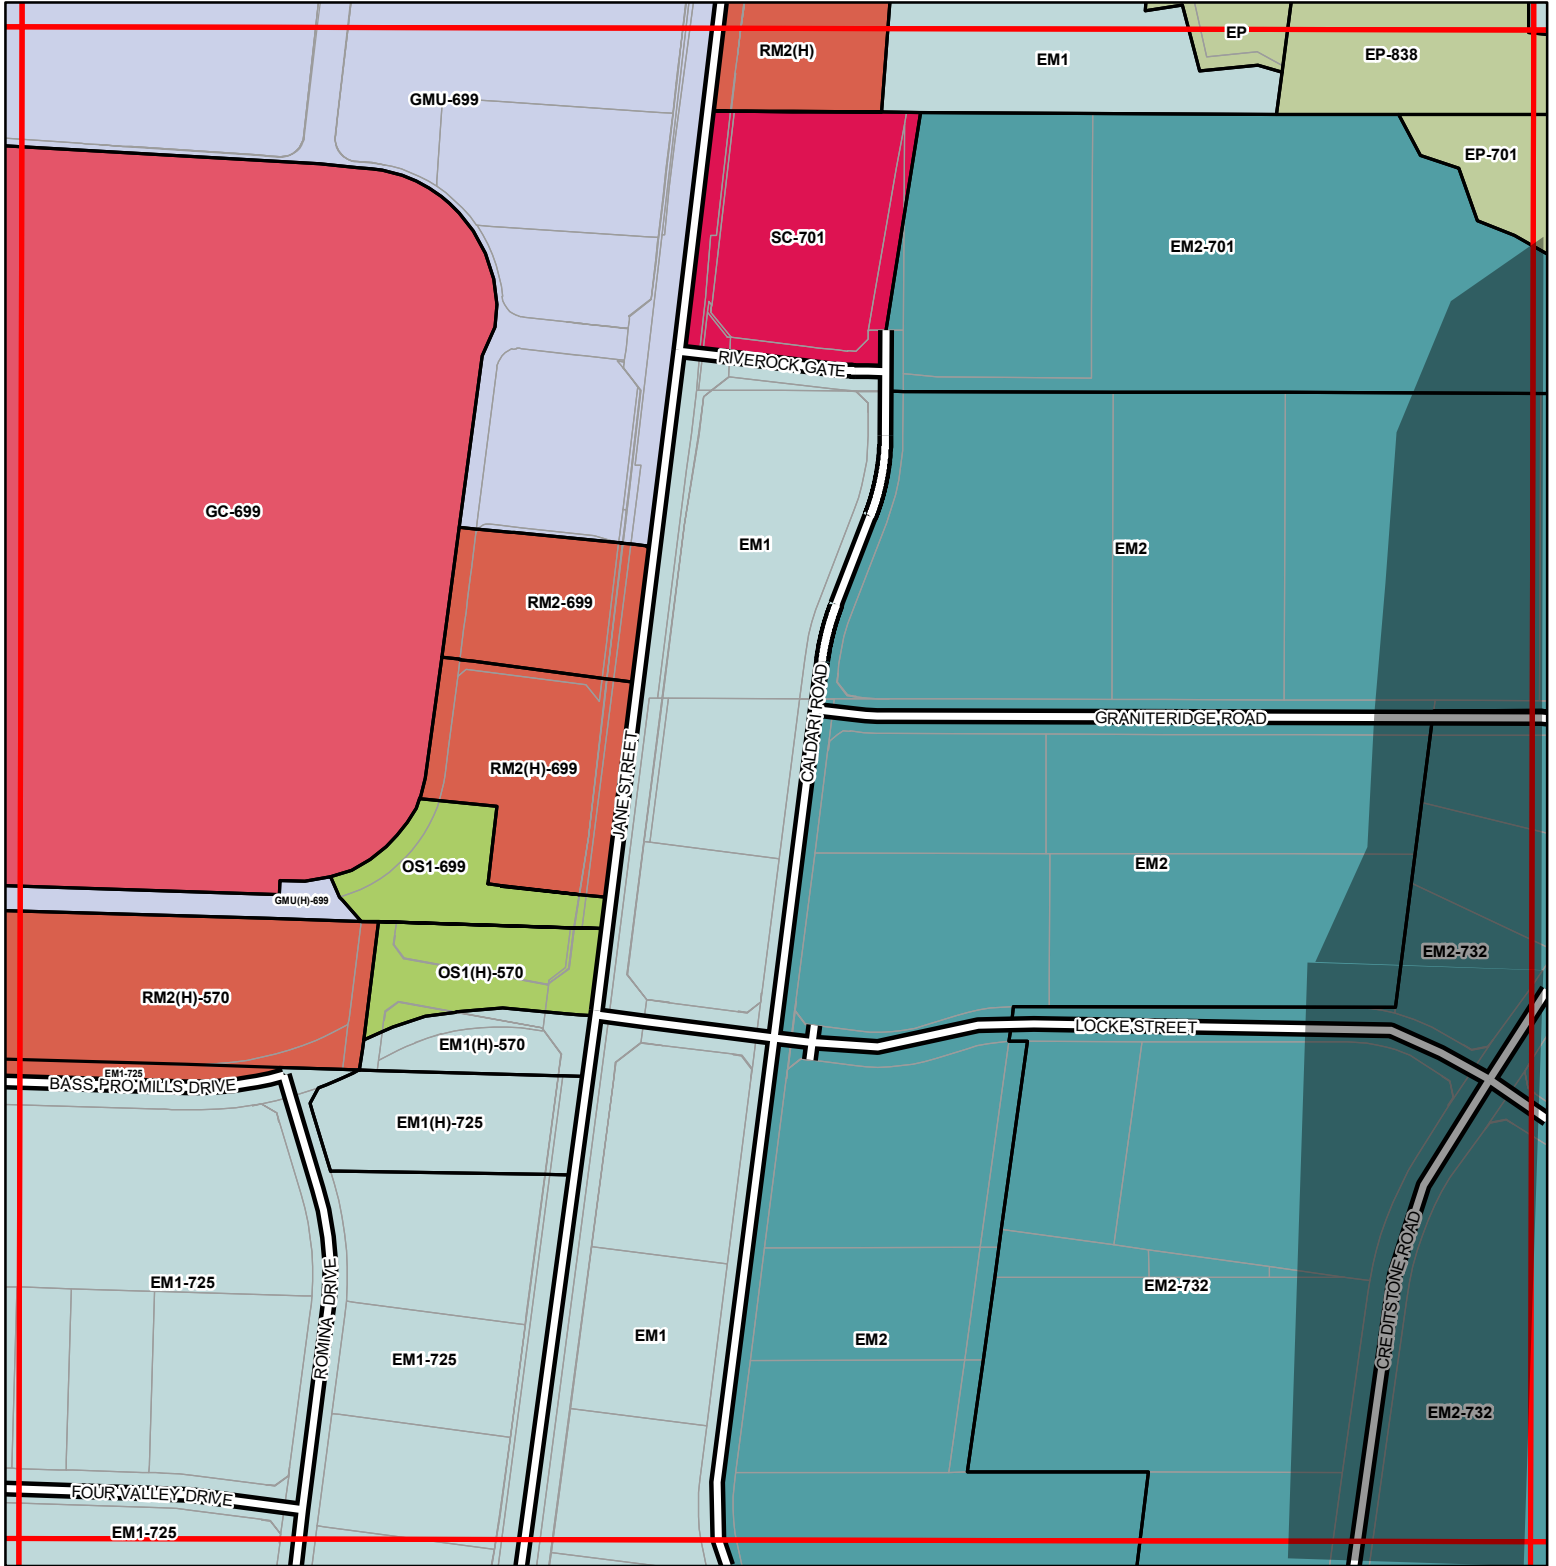 EP
RM2(H)
EP-838
EM1
GMU-699
EP-701
SC-701
EM2-701
RIVEROCK GATE
GC-699
EM1
EM2
RM2-699
CALDARI ROAD
GRANITERIDGE ROAD
RM2(H)-699
JANE STREET
OS1-699
EM2
GMU(H)-699
EM2-732
OS1(H)-570
RM2(H)-570
LOCKE STREET
EM1(H)-570
EM1-725
BASS PRO MILLS DRIVE
EM1(H)-725
EM1-725
EM2-732
ROMINA DRIVE
CREDITSTONE ROAD
EM1
EM2
EM1-725
EM2-732
FOUR VALLEY DRIVE
EM1-725